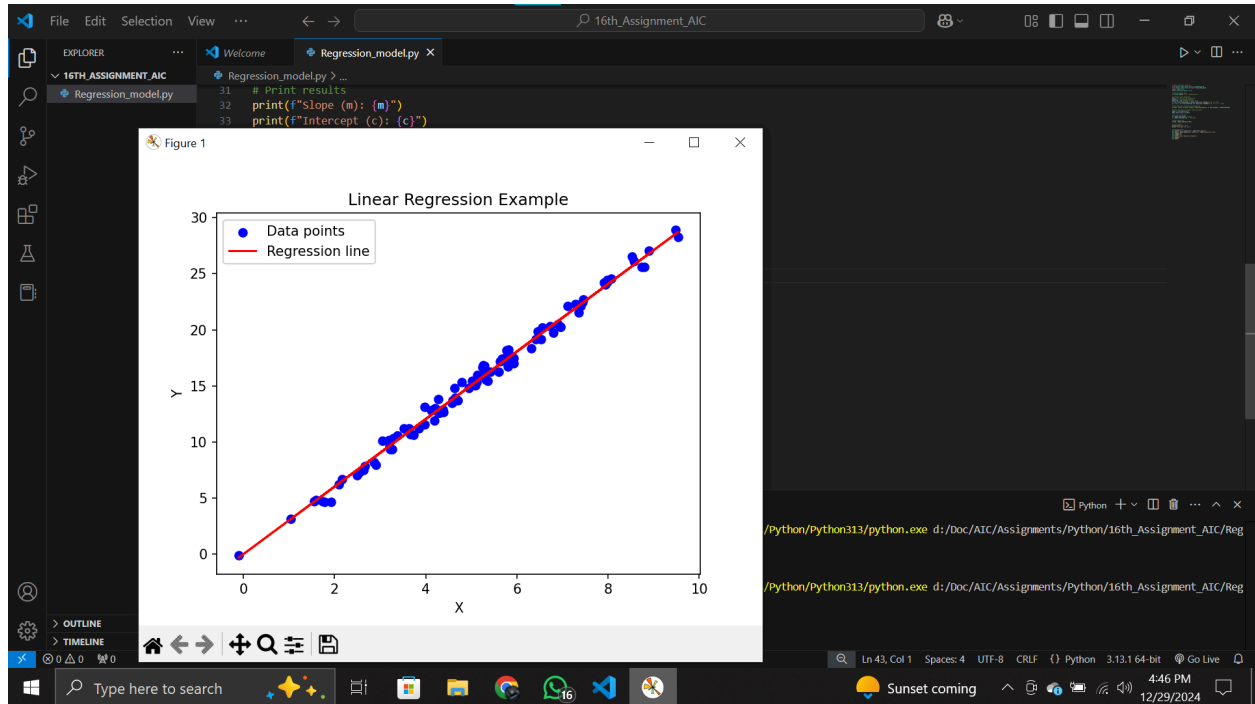 File Edit Selection View ··· 16th_Assignment_AIC
EXPLORER ···
Welcome
Regression_model.py
16TH_ASSIGNMENT_AIC
Regression_model.py
Regression_model.py > ...
31 # Print results
32 print(f"Slope (m): {m}")
33 print(f"Intercept (c): {c}")
Figure 1
Linear Regression Example
Data points
Regression line
30
25
20
15
10
5
0
Y
0 2 4 6 8 10
X
Python
/Python/Python313/python.exe d:/Doc/AIC/Assignments/Python/16th_Assignment_AIC/Reg
/Python/Python313/python.exe d:/Doc/AIC/Assignments/Python/16th_Assignment_AIC/Reg
OUTLINE
TIMELINE
0 0 0 Ln 43, Col 1 Spaces: 4 UTF-8 CRLF {} Python 3.13.1 64-bit Go Live
Type here to search
16
Sunset coming
4:46 PM
12/29/2024